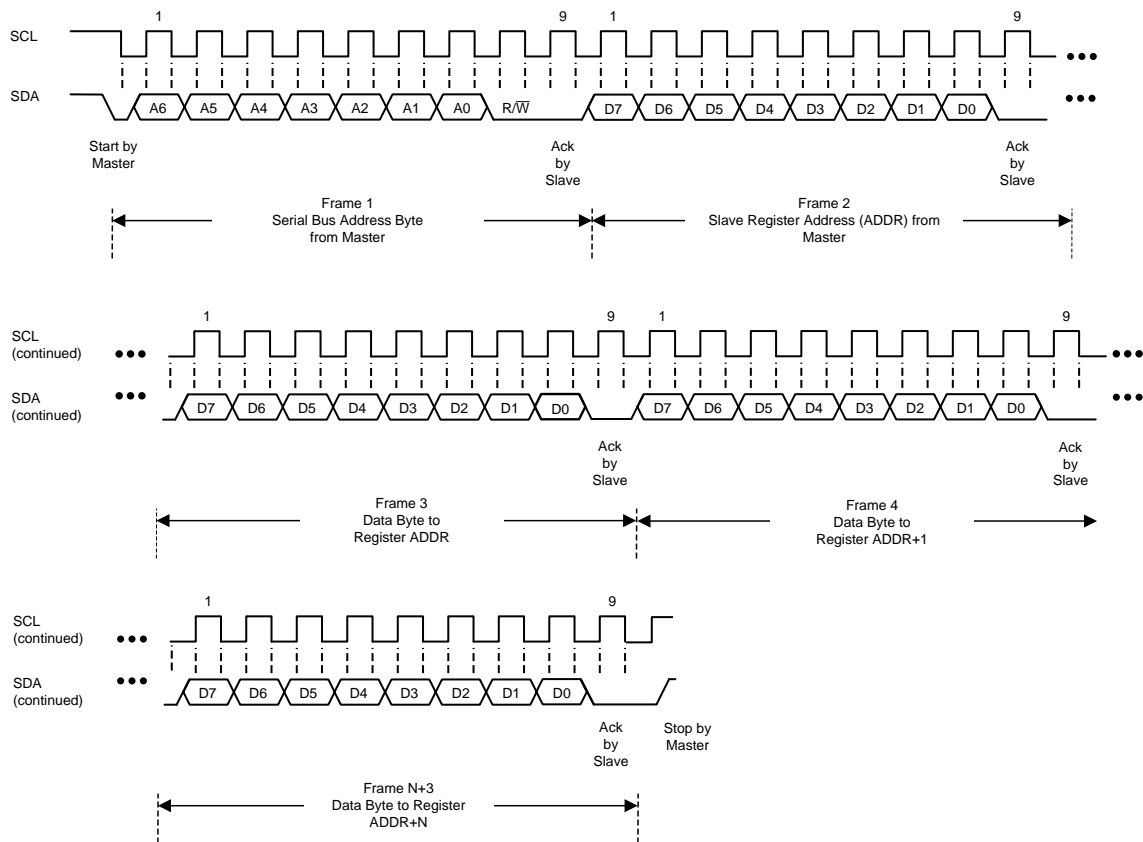 1 9 1 9
SCL
SDA A6 A5 A4 A3 A2 A1 A0 R/W̅ D7 D6 D5 D4 D3 D2 D1 D0
Start by
Master
Ack
by
Slave
Ack
by
Slave
Frame 1
Serial Bus Address Byte
from Master
Frame 2
Slave Register Address (ADDR) from
Master
1 9 1 9
SCL
(continued)
SDA
(continued)
D7 D6 D5 D4 D3 D2 D1 D0 D7 D6 D5 D4 D3 D2 D1 D0
Ack
by
Slave
Ack
by
Slave
Frame 3
Data Byte to
Register ADDR
Frame 4
Data Byte to
Register ADDR+1
1 9
SCL
(continued)
SDA
(continued)
D7 D6 D5 D4 D3 D2 D1 D0
Ack
by
Slave
Stop by
Master
Frame N+3
Data Byte to Register
ADDR+N